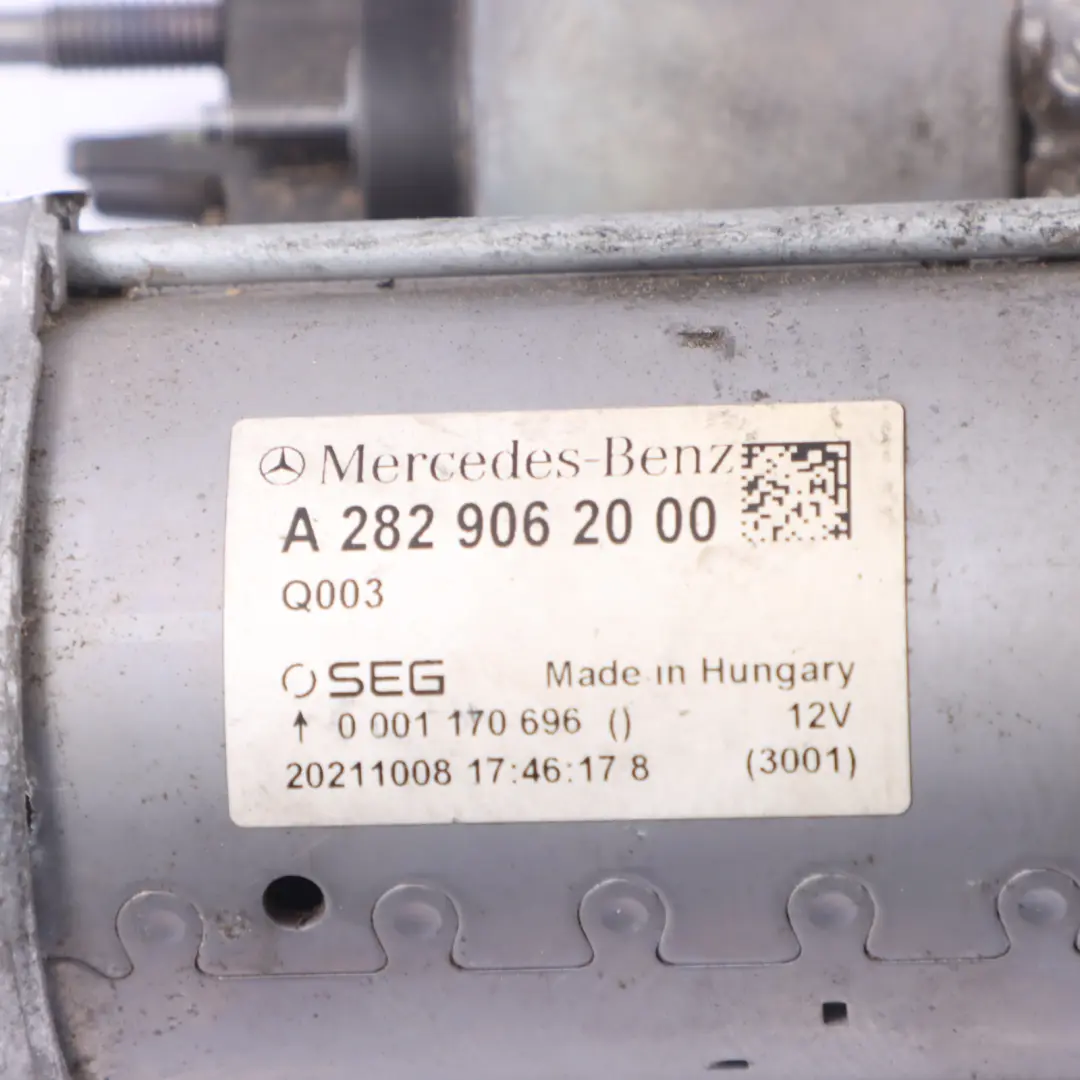 Mercedes-Benz
A 282 906 20 00
Q003
SEG Made in Hungary
↑ 0 001 170 696 () 12V
20211008 17:46:17 8 (3001)